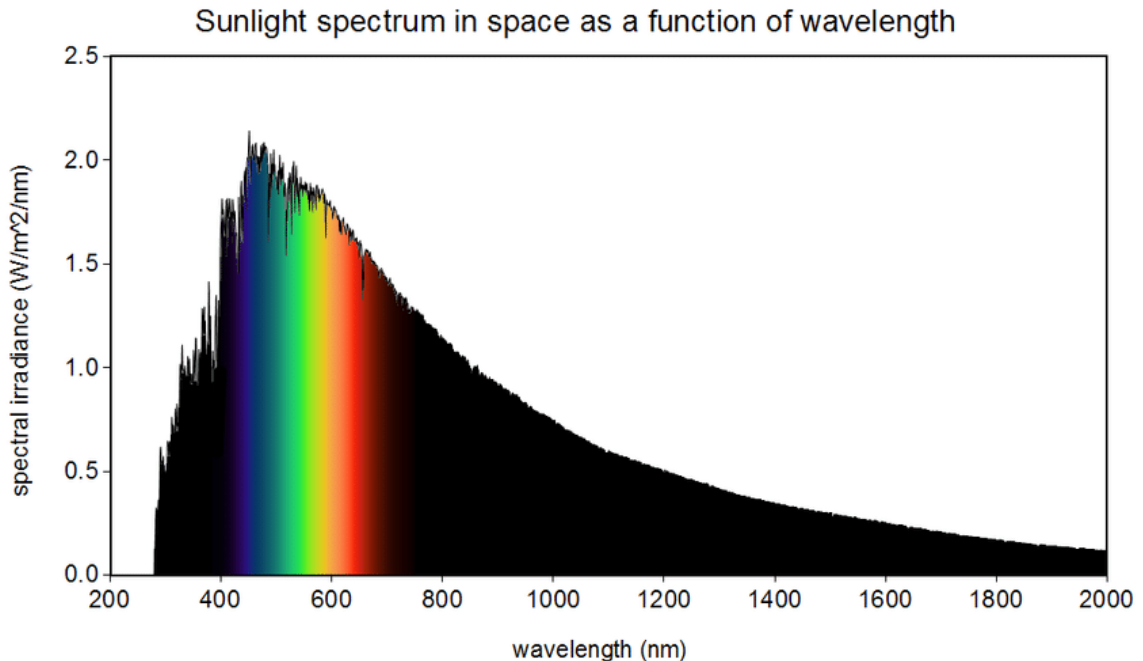 Sunlight spectrum in space as a function of wavelength
2.5
2.0
1.5
1.0
0.5
0.0
spectral irradiance (W/m^2/nm)
200 400 600 800 1000 1200 1400 1600 1800 2000
wavelength (nm)